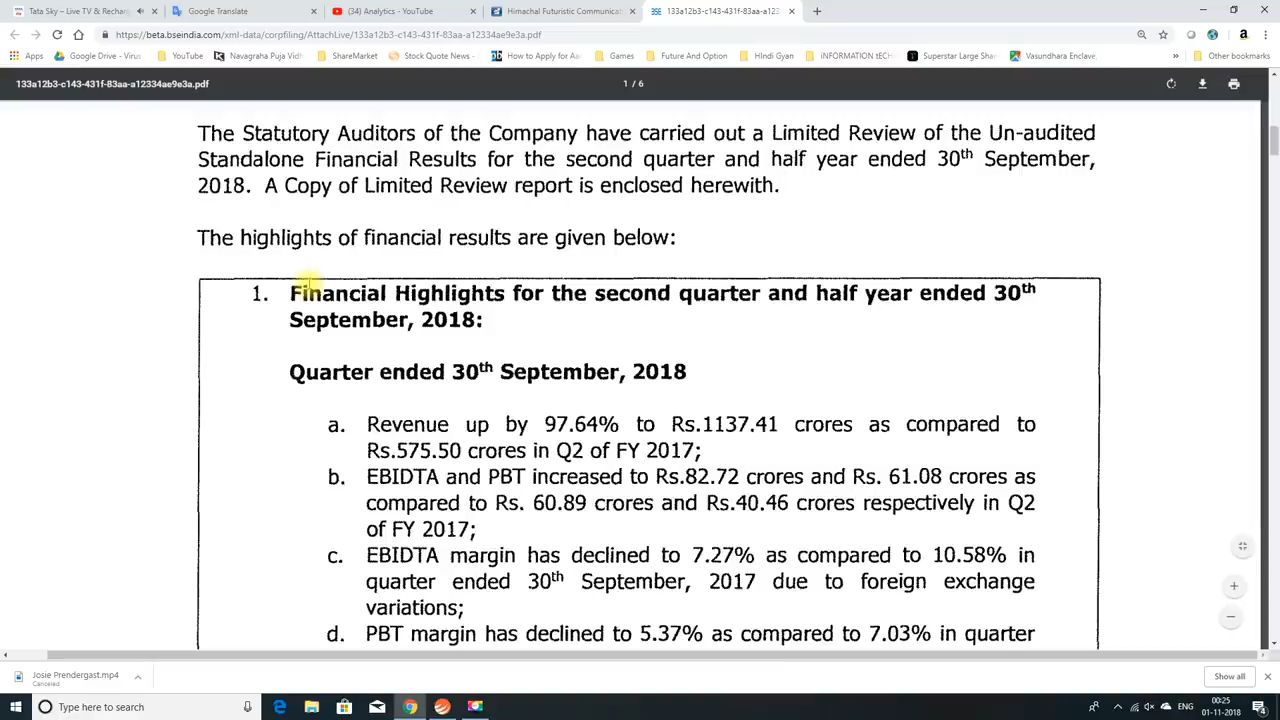 Tata Sky – Live TV & Recharg
Google Translate
(34) Analytics - YouTube
Himachal Futuristic Communicat
133a12b3-c143-431f-83aa-a1223
https://beta.bseindia.com/xml-data/corpfiling/AttachLive/133a12b3-c143-431f-83aa-a12334ae9e3a.pdf
Apps
Google Drive - Virus
YouTube
Navagraha Puja Vidh
ShareMarket
Stock Quote News -
How to Apply for Aa
Games
Future And Option
HIndi Gyan
iNFORMATION tECH
Superstar Large Shar
Vasundhara Enclave,
Other bookmarks
133a12b3-c143-431f-83aa-a12334ae9e3a.pdf
1 / 6
The Statutory Auditors of the Company have carried out a Limited Review of the Un-audited
Standalone Financial Results for the second quarter and half year ended 30th September,
2018. A Copy of Limited Review report is enclosed herewith.
The highlights of financial results are given below:
1. Financial Highlights for the second quarter and half year ended 30th
September, 2018:
Quarter ended 30th September, 2018
a. Revenue up by 97.64% to Rs.1137.41 crores as compared to
Rs.575.50 crores in Q2 of FY 2017;
b. EBIDTA and PBT increased to Rs.82.72 crores and Rs. 61.08 crores as
compared to Rs. 60.89 crores and Rs.40.46 crores respectively in Q2
of FY 2017;
c. EBIDTA margin has declined to 7.27% as compared to 10.58% in
quarter ended 30th September, 2017 due to foreign exchange
variations;
d. PBT margin has declined to 5.37% as compared to 7.03% in quarter
Josie Prendergast.mp4
Canceled
Show all
Type here to search
ENG
00:25
01-11-2018